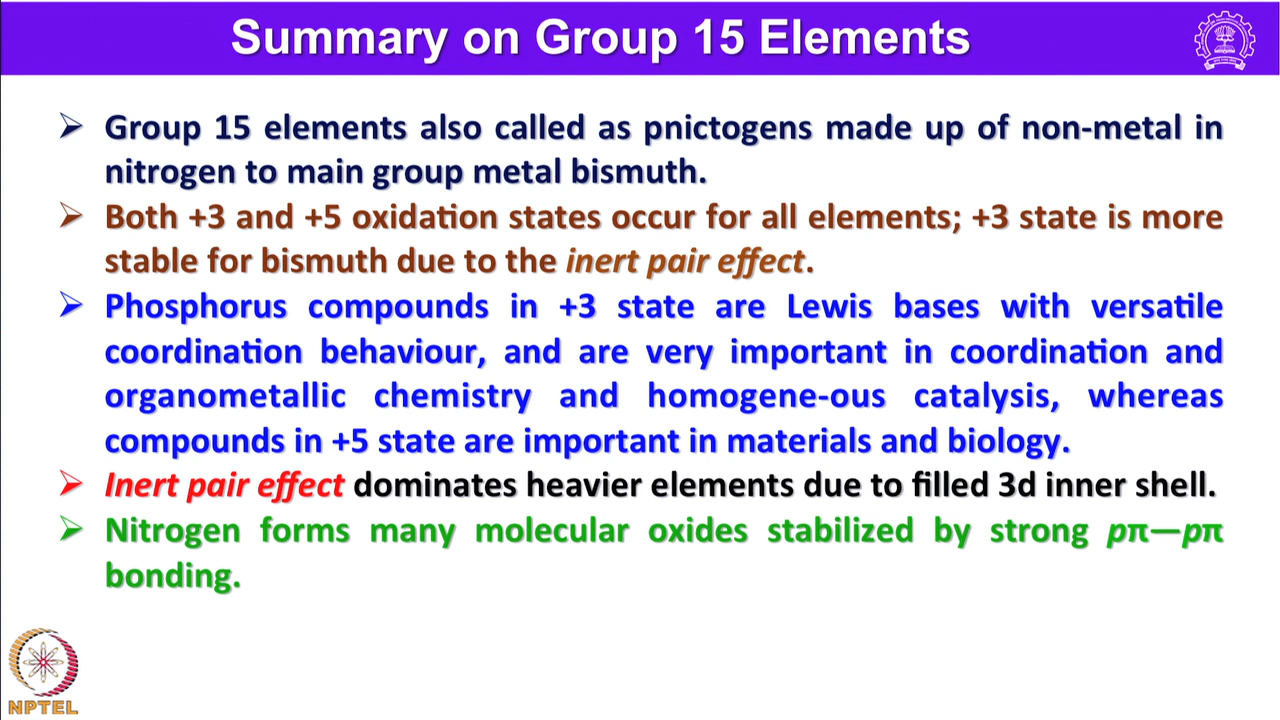 Summary on Group 15 Elements
➢ Group 15 elements also called as pnictogens made up of non-metal in
nitrogen to main group metal bismuth.
➢ Both +3 and +5 oxidation states occur for all elements; +3 state is more
stable for bismuth due to the inert pair effect.
➢ Phosphorus compounds in +3 state are Lewis bases with versatile
coordination behaviour, and are very important in coordination and
organometallic chemistry and homogene-ous catalysis, whereas
compounds in +5 state are important in materials and biology.
➢ Inert pair effect dominates heavier elements due to filled 3d inner shell.
➢ Nitrogen forms many molecular oxides stabilized by strong pπ—pπ
bonding.
NPTEL